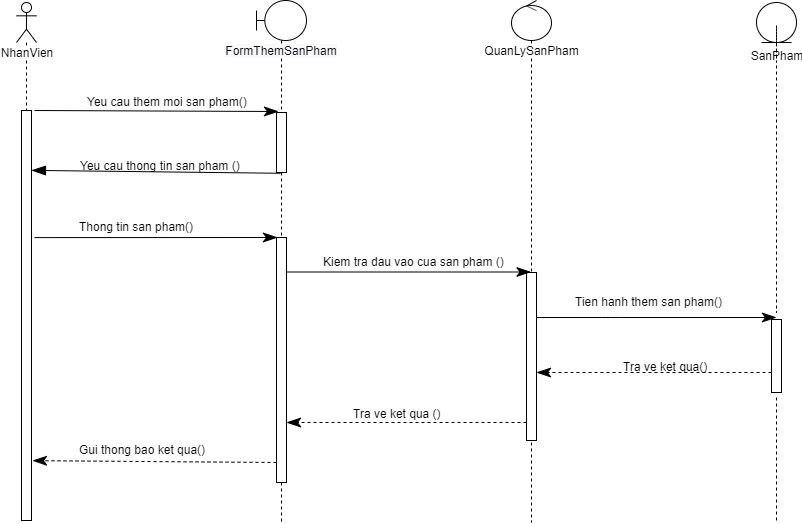 NhanVien
FormThemSanPham
QuanLySanPham
SanPham
Yeu cau them moi san pham()
Yeu cau thong tin san pham ()
Thong tin san pham()
Kiem tra dau vao cua san pham ()
Tien hanh them san pham()
Tra ve ket qua()
Tra ve ket qua ()
Gui thong bao ket qua()